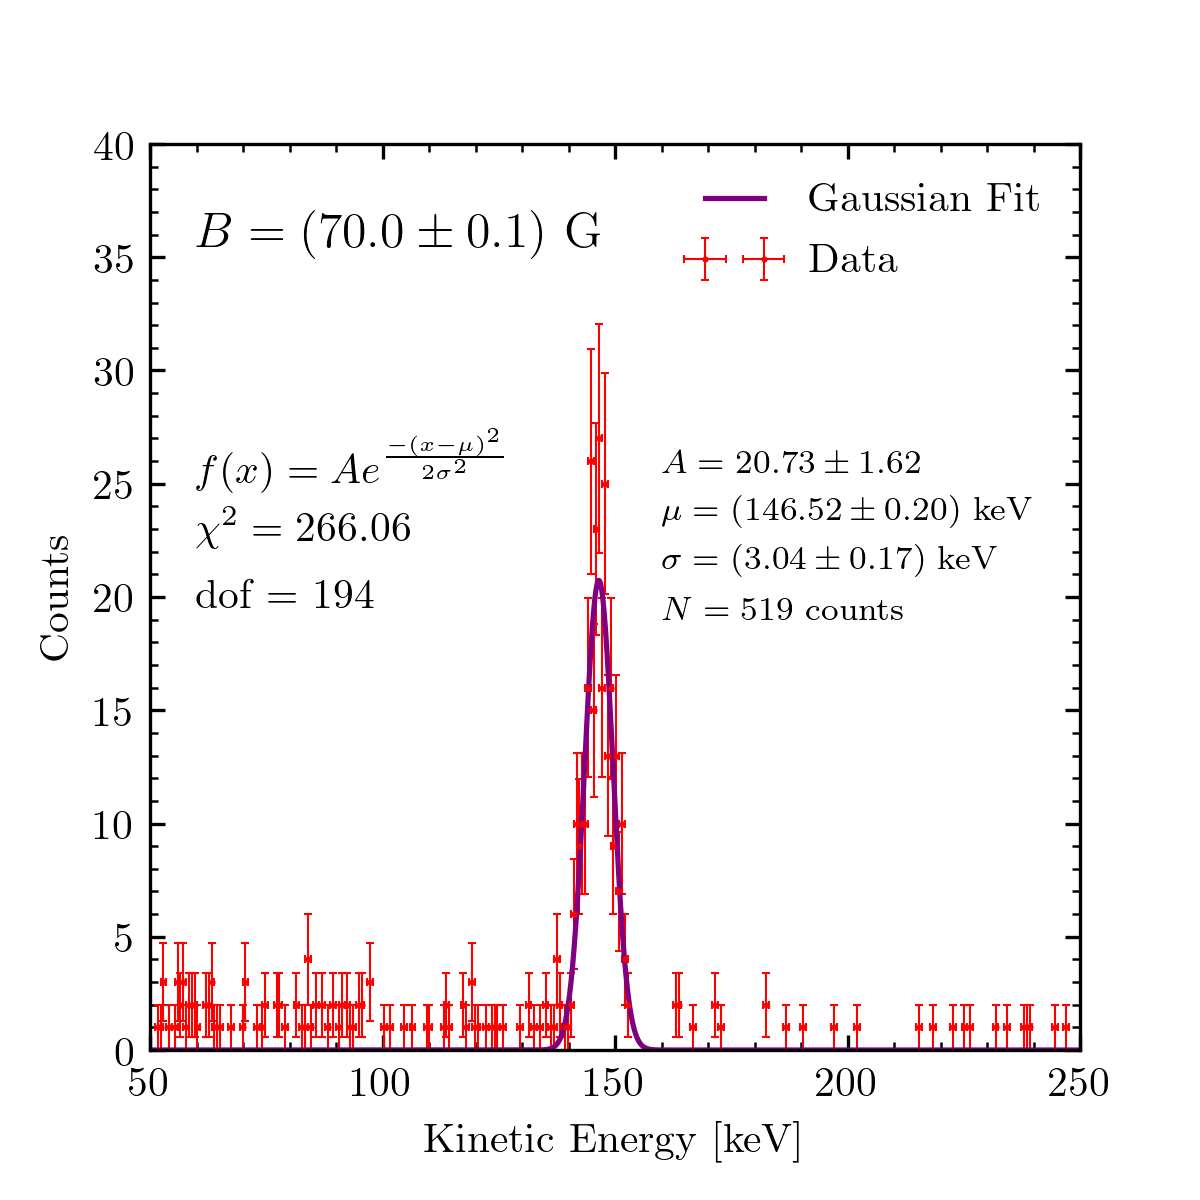 40
35
30
25
20
15
10
5
0
50
100
150
200
250
Counts
Kinetic Energy [keV]
B = (70.0 ± 0.1) G
Gaussian Fit
Data
f(x) = Ae^{\frac{-(x-μ)^2}{2σ^2}}
χ² = 266.06
dof = 194
A = 20.73 ± 1.62
μ = (146.52 ± 0.20) keV
σ = (3.04 ± 0.17) keV
N = 519 counts